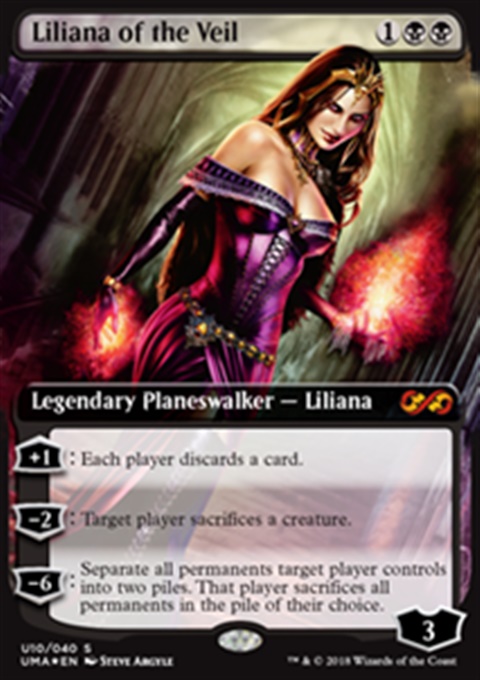 Liliana of the Veil 1
Legendary Planeswalker — Liliana
+1 : Each player discards a card.
−2 : Target player sacrifices a creature.
−6 : Separate all permanents target player controls
into two piles. That player sacrifices all
permanents in the pile of their choice.
3
U10/040 S
UMA★EN Steve Argyle ™ & © 2018 Wizards of the Coast